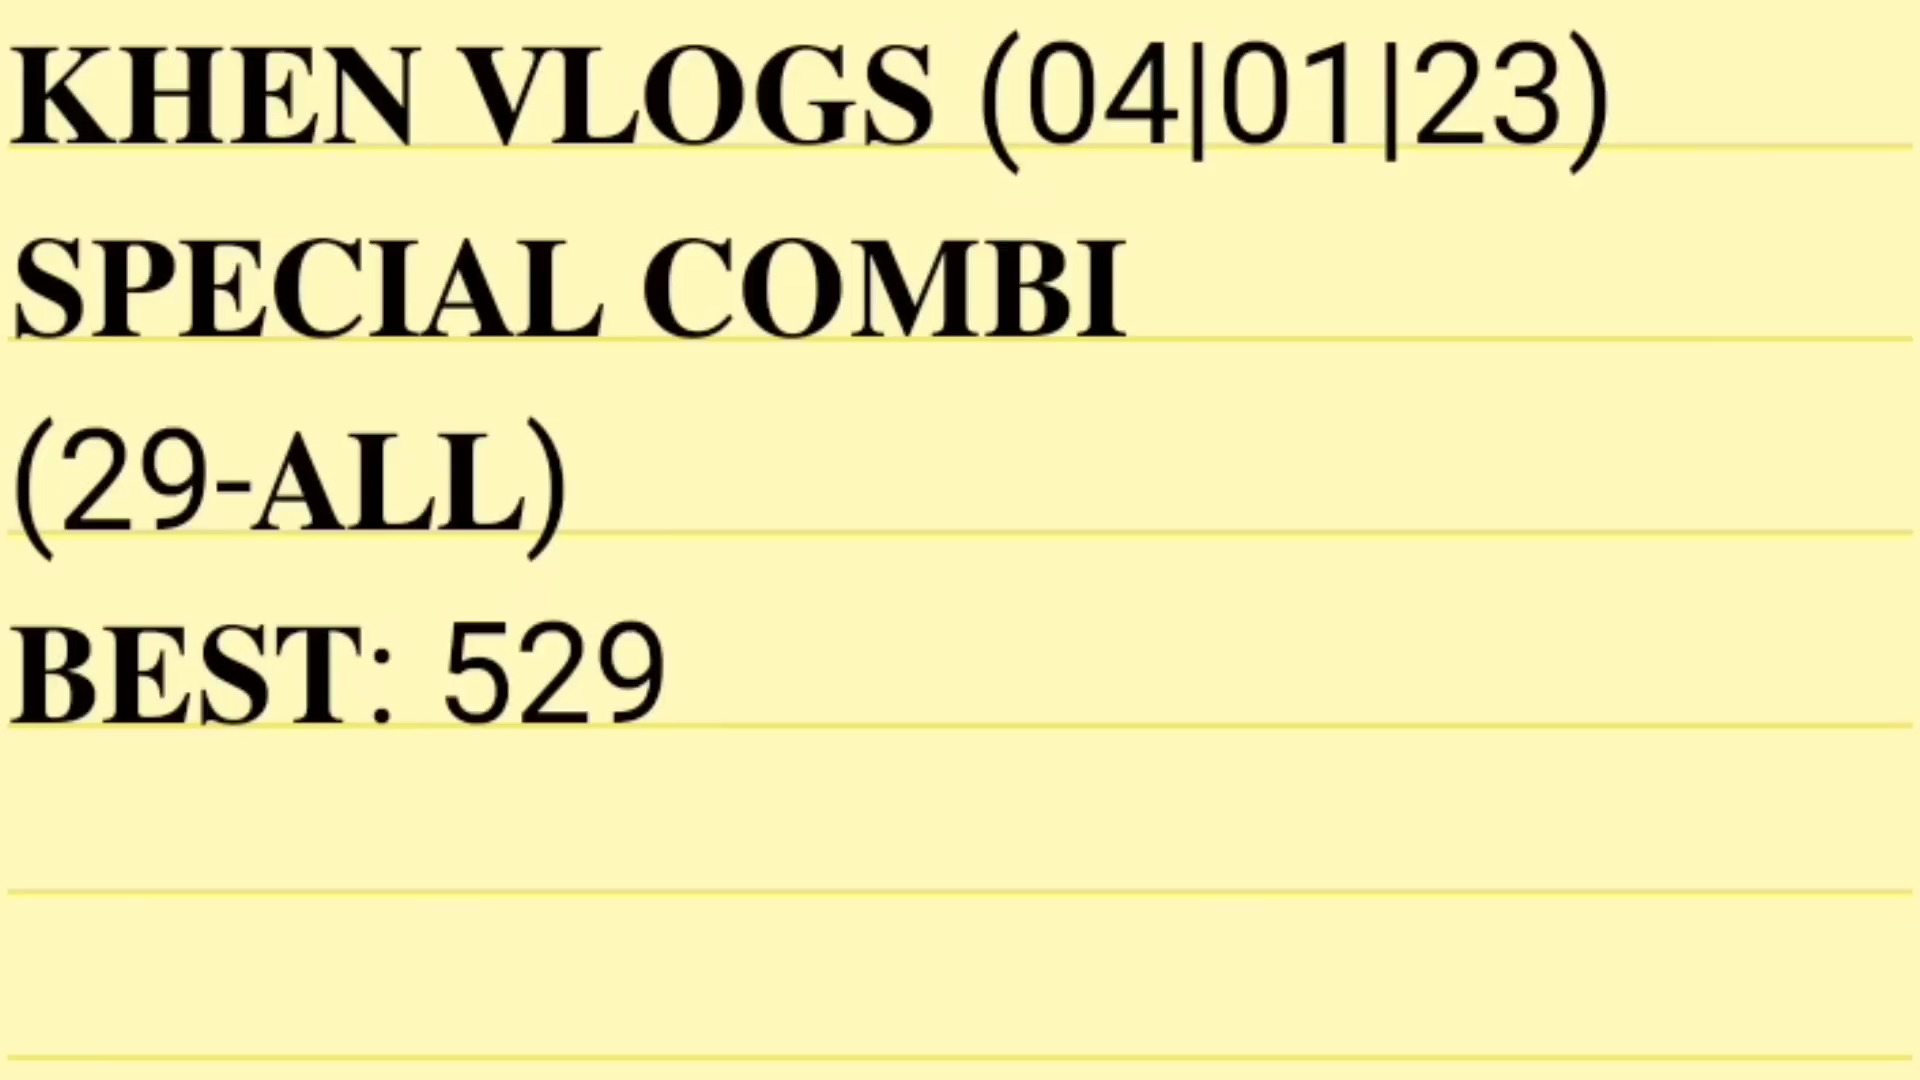 KHEN VLOGS (04|01|23)
SPECIAL COMBI
(29-ALL)
BEST: 529